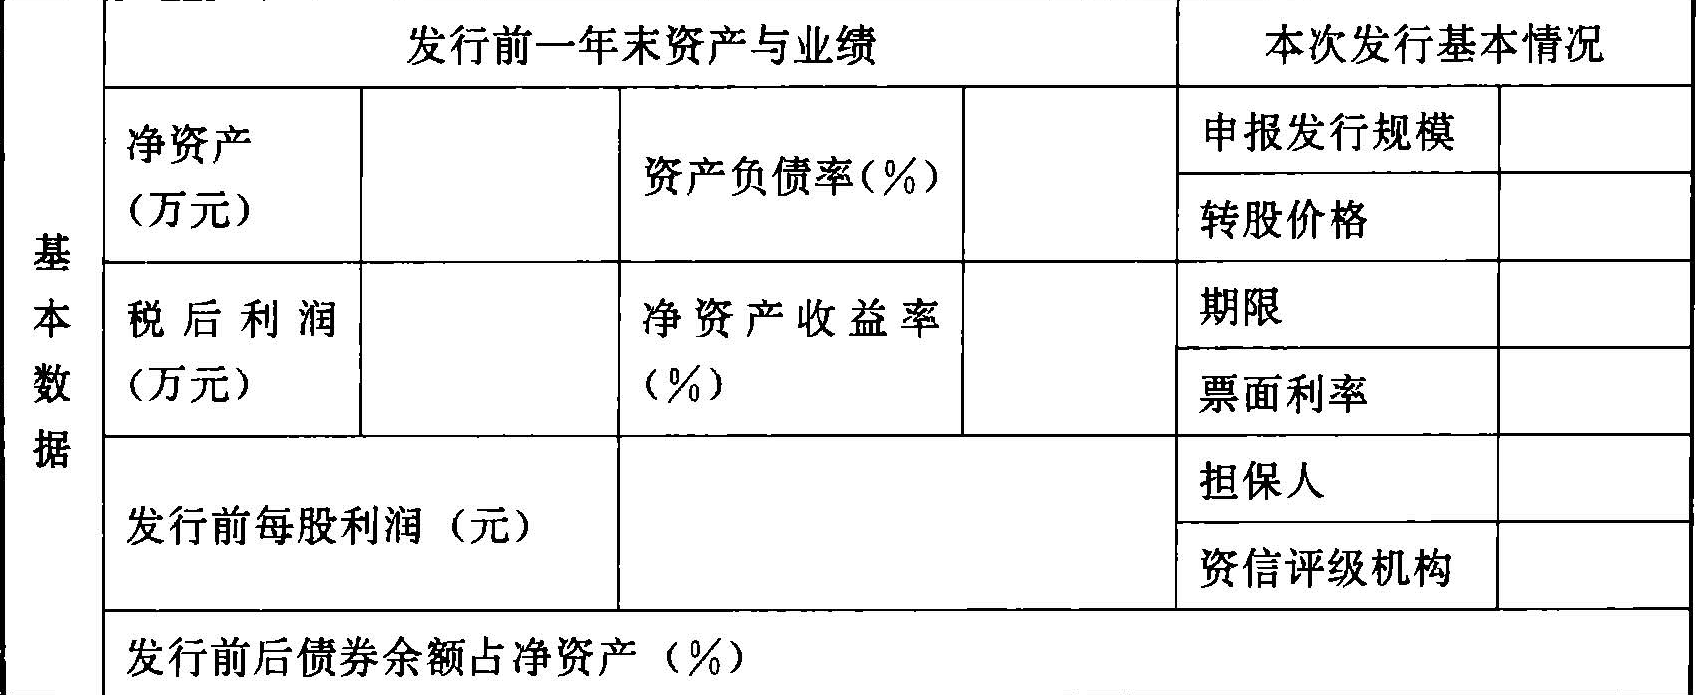 基本数据
发行前一年末资产与业绩
本次发行基本情况
净资产
（万元）
资产负债率（%）
申报发行规模
转股价格
税后利润
（万元）
净资产收益率
（%）
期限
票面利率
发行前每股利润（元）
担保人
资信评级机构
发行前后债券余额占净资产（%）